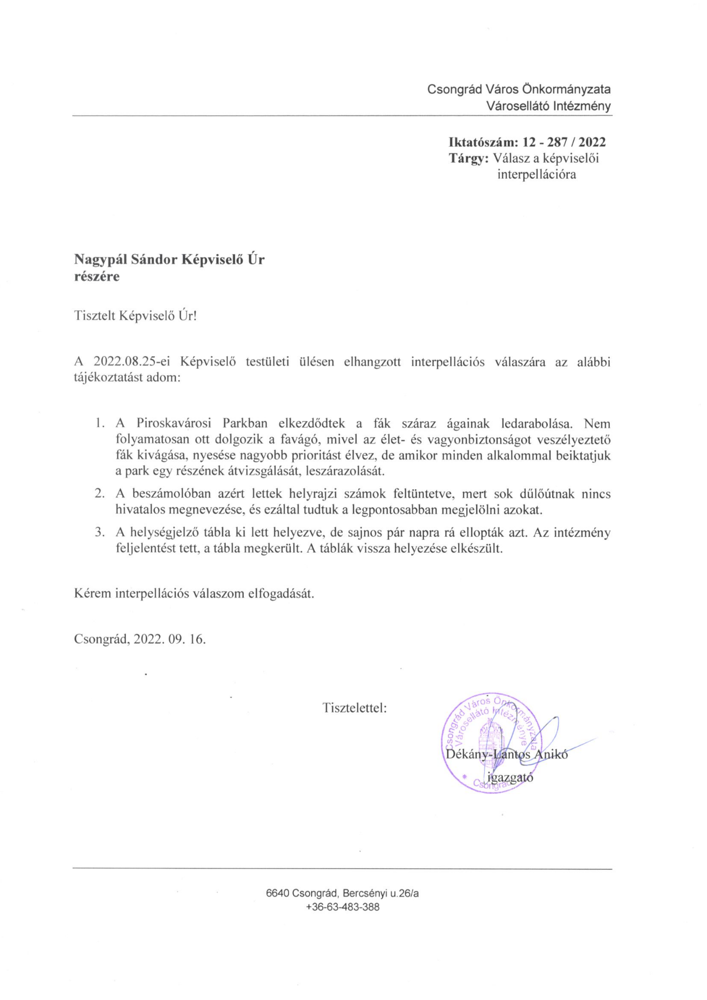 Csongrád Város Önkormányzata
Városellátó Intézmény
Iktatószám: 12 - 287 / 2022
Tárgy: Válasz a képviselői
interpellációra
Nagypál Sándor Képviselő Úr
részére
Tisztelt Képviselő Úr!
A 2022.08.25-ei Képviselő testületi ülésen elhangzott interpellációs válaszára az alábbi
tájékoztatást adom:
1. A Piroskavárosi Parkban elkezdődtek a fák száraz ágainak ledarabolása. Nem
folyamatosan ott dolgozik a favágó, mivel az élet- és vagyonbiztonságot veszélyeztető
fák kivágása, nyesése nagyobb prioritást élvez, de amikor minden alkalommal beiktatjuk
a park egy részének átvizsgálását, leszárazolását.
2. A beszámolóban azért lettek helyrajzi számok feltüntetve, mert sok dűlőútnak nincs
hivatalos megnevezése, és ezáltal tudtuk a legpontosabban megjelölni azokat.
3. A helységjelző tábla ki lett helyezve, de sajnos pár napra rá ellopták azt. Az intézmény
feljelentést tett, a tábla megkerült. A táblák vissza helyezése elkészült.
Kérem interpellációs válaszom elfogadását.
Csongrád, 2022. 09. 16.
Tisztelettel:
Csongrád Város Önkormányzata
Városellátó Intézménye
Csongrád
Dékány-Lantos Anikó
igazgató
6640 Csongrád, Bercsényi u.26/a
+36-63-483-388